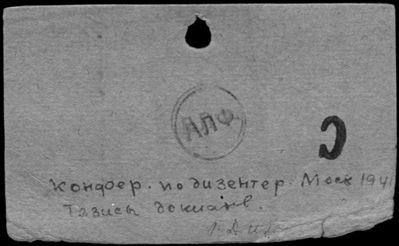 АЛФ.
Конфер. по дизентер. Моск 1941
Тезисы докладов.